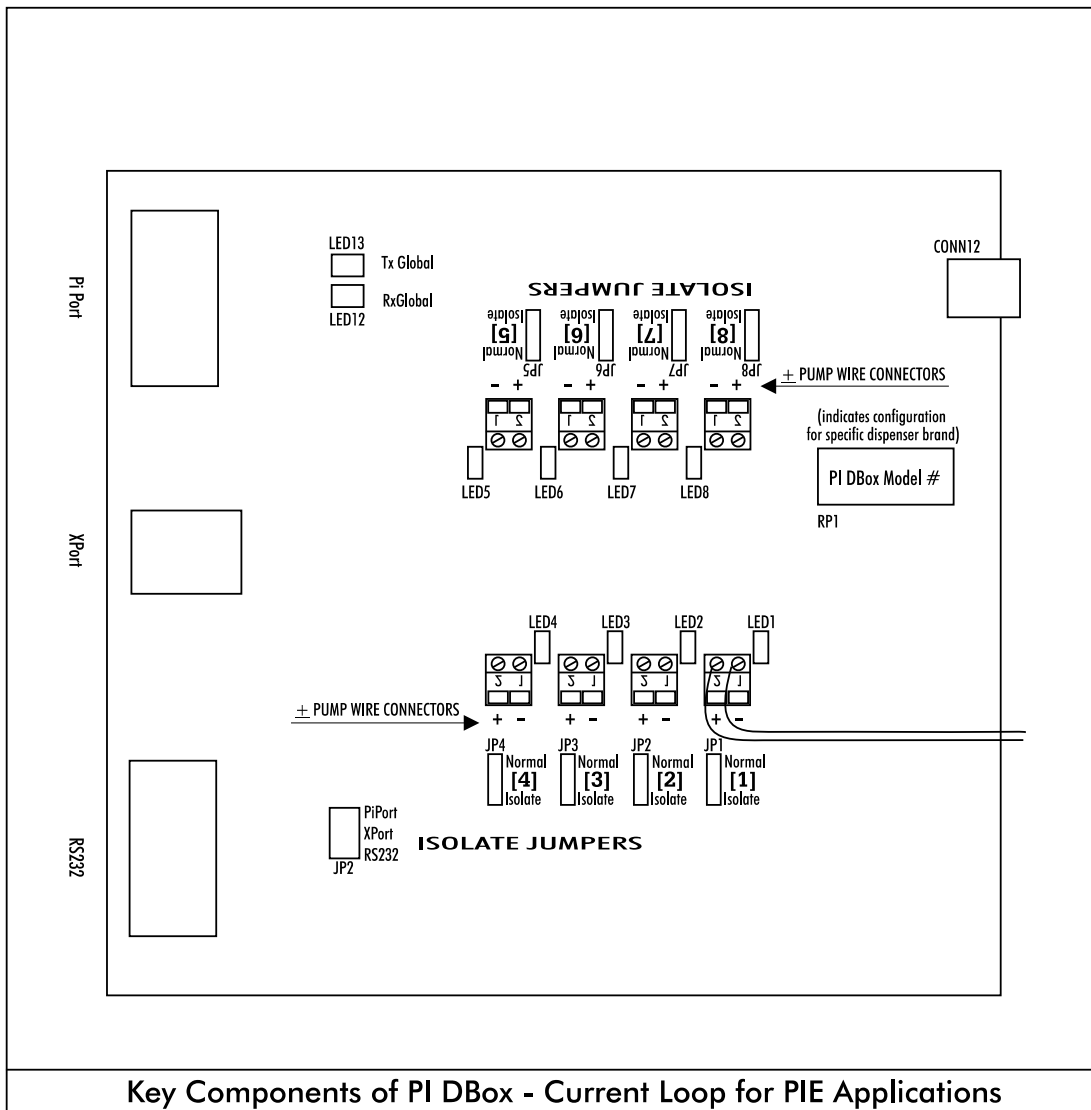 LED13
Tx Global
RxGlobal
LED12
CONN12
Pi Port
ISOLATE JUMPERS
Isolate [5] Normal JP5
Isolate [6] Normal JP6
Isolate [7] Normal JP7
Isolate [8] Normal JP8
- + - + - + - +
± PUMP WIRE CONNECTORS
1 2 1 2 1 2 1 2
(indicates configuration
for specific dispenser brand)
PI DBox Model #
RP1
LED5 LED6 LED7 LED8
XPort
LED4 LED3 LED2 LED1
2 1 2 1 2 1 2 1
± PUMP WIRE CONNECTORS
+ - + - + - + -
JP4 Normal [4] Isolate
JP3 Normal [3] Isolate
JP2 Normal [2] Isolate
JP1 Normal [1] Isolate
RS232
PiPort
XPort
RS232
JP2
ISOLATE JUMPERS
Key Components of PI DBox - Current Loop for PIE Applications